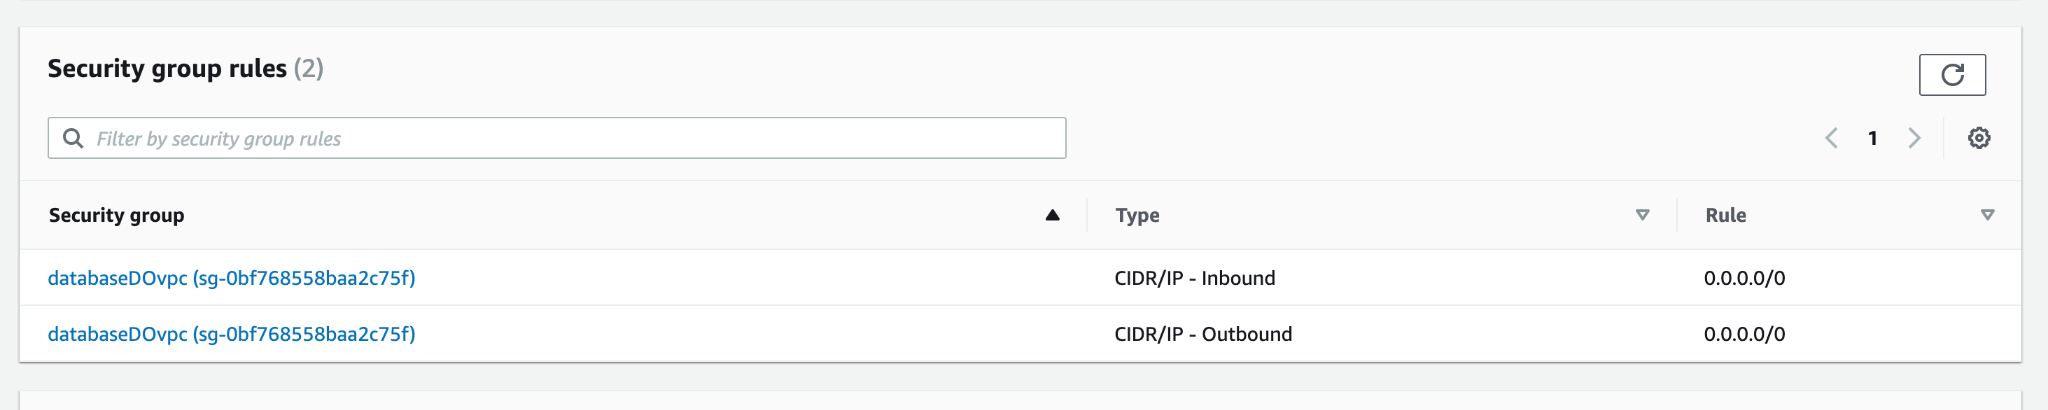 Security group rules (2)
Filter by security group rules
1
Security group Type Rule
databaseDOvpc (sg-0bf768558baa2c75f) CIDR/IP - Inbound 0.0.0.0/0
databaseDOvpc (sg-0bf768558baa2c75f) CIDR/IP - Outbound 0.0.0.0/0